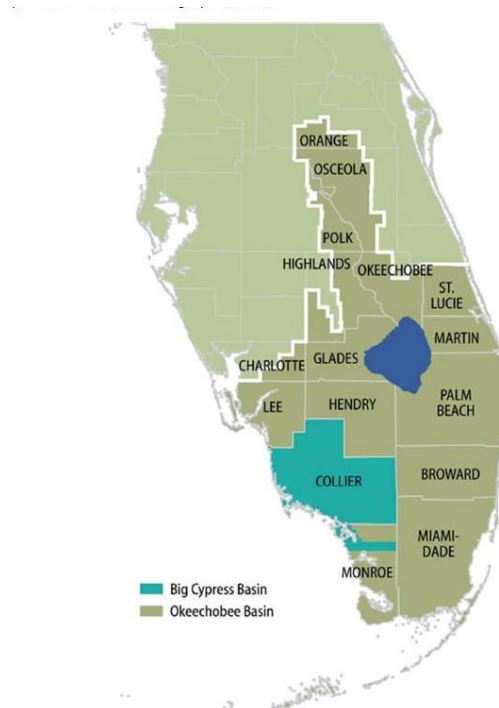 ORANGE
OSCEOLA
POLK
HIGHLANDS
OKEECHOBEE
ST.
LUCIE
MARTIN
CHARLOTTE
GLADES
LEE
HENDRY
PALM
BEACH
COLLIER
BROWARD
MIAMI-
DADE
MONROE
Big Cypress Basin
Okeechobee Basin